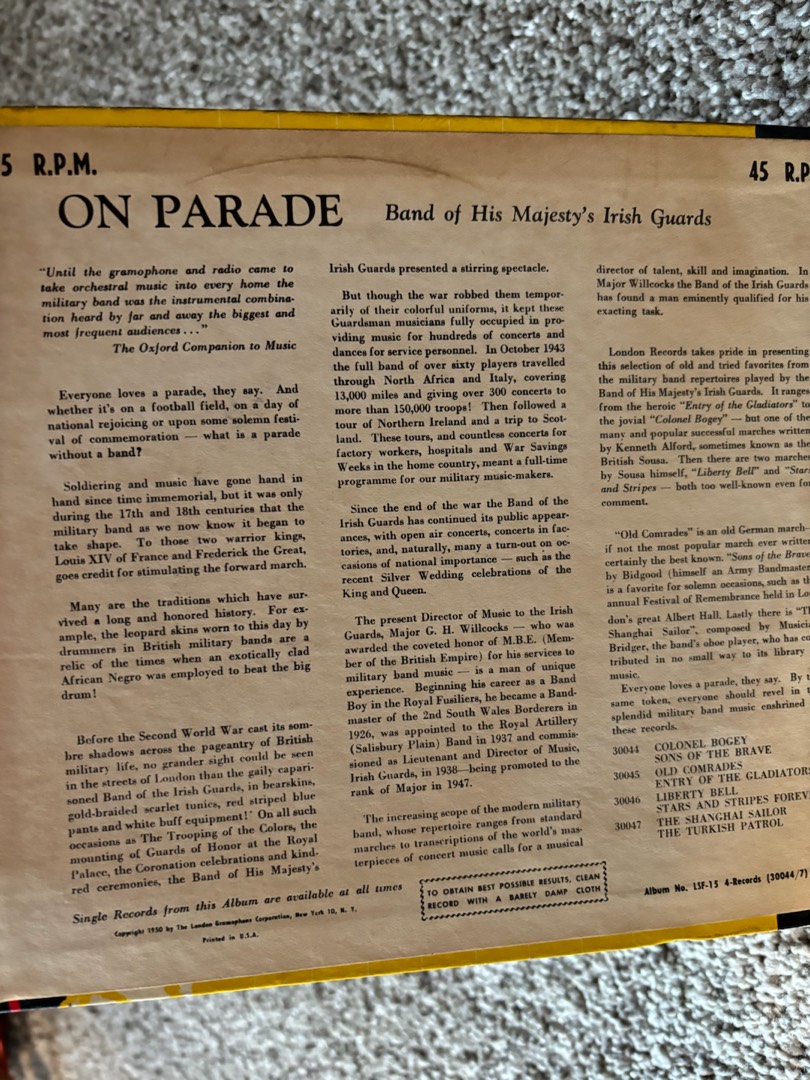 5 R.P.M.
45 R.P
ON PARADE
Band of His Majesty's Irish Guards
"Until the gramophone and radio came to
take orchestral music into every home the
military band was the instrumental combina-
tion heard by far and away the biggest and
most frequent audiences . . ."
The Oxford Companion to Music
Everyone loves a parade, they say. And
whether it's on a football field, on a day of
national rejoicing or upon some solemn festi-
val of commemoration — what is a parade
without a band?
Soldiering and music have gone hand in
hand since time immemorial, but it was only
during the 17th and 18th centuries that the
military band as we now know it began to
take shape. To those two warrior kings,
Louis XIV of France and Frederick the Great,
goes credit for stimulating the forward march.
Many are the traditions which have sur-
vived a long and honored history. For ex-
ample, the leopard skins worn to this day by
drummers in British military bands are a
relic of the times when an exotically clad
African Negro was employed to beat the big
drum!
Before the Second World War cast its som-
bre shadows across the pageantry of British
military life, no grander sight could be seen
in the streets of London than the gaily capari-
soned Band of the Irish Guards, in bearskins,
gold-braided scarlet tunics, red striped blue
pants and white buff equipment! On all such
occasions as The Trooping of the Colors, the
mounting of Guards of Honor at the Royal
Palace, the Coronation celebrations and kind-
red ceremonies, the Band of His Majesty's
Irish Guards presented a stirring spectacle.
But though the war robbed them tempor-
arily of their colorful uniforms, it kept these
Guardsman musicians fully occupied in pro-
viding music for hundreds of concerts and
dances for service personnel. In October 1943
the full band of over sixty players travelled
through North Africa and Italy, covering
13,000 miles and giving over 300 concerts to
more than 150,000 troops! Then followed a
tour of Northern Ireland and a trip to Scot-
land. These tours, and countless concerts for
factory workers, hospitals and War Savings
Weeks in the home country, meant a full-time
programme for our military music-makers.
Since the end of the war the Band of the
Irish Guards has continued its public appear-
ances, with open air concerts, concerts in fac-
tories, and, naturally, many a turn-out on oc-
casions of national importance — such as the
recent Silver Wedding celebrations of the
King and Queen.
The present Director of Music to the Irish
Guards, Major G. H. Willcocks — who was
awarded the coveted honor of M.B.E. (Mem-
ber of the British Empire) for his services to
military band music — is a man of unique
experience. Beginning his career as a Band
Boy in the Royal Fusiliers, he became a Band-
master of the 2nd South Wales Borderers in
1926, was appointed to the Royal Artillery
(Salisbury Plain) Band in 1937 and commis-
sioned as Lieutenant and Director of Music,
Irish Guards, in 1938—being promoted to the
rank of Major in 1947.
The increasing scope of the modern military
band, whose repertoire ranges from standard
marches to transcriptions of the world's mas-
terpieces of concert music calls for a musical
director of talent, skill and imagination. In
Major Willcocks the Band of the Irish Guards
has found a man eminently qualified for his
exacting task.
London Records takes pride in presenting
this selection of old and tried favorites from
the military band repertoires played by the
Band of His Majesty's Irish Guards. It ranges
from the heroic "Entry of the Gladiators" to
the jovial "Colonel Bogey" — but one of the
many and popular successful marches written
by Kenneth Alford, sometimes known as the
British Sousa. Then there are two marches
by Sousa himself, "Liberty Bell" and "Stars
and Stripes — both too well-known even for
comment.
"Old Comrades" is an old German march—
if not the most popular march ever written
certainly the best known. "Sons of the Brave
by Bidgood (himself an Army Bandmaster
is a favorite for solemn occasions, such as th
annual Festival of Remembrance held in Lo
don's great Albert Hall. Lastly there is "Th
Shanghai Sailor", composed by Musicia
Bridger, the band's oboe player, who has co
tributed in no small way to its library
music.
Everyone loves a parade, they say. By t
same token, everyone should revel in t
splendid military band music enshrined
these records.
30044 COLONEL BOGEY
SONS OF THE BRAVE
30045 OLD COMRADES
ENTRY OF THE GLADIATORS
30046 LIBERTY BELL
STARS AND STRIPES FOREV
30047 THE SHANGHAI SAILOR
THE TURKISH PATROL
Single Records from this Album are available at all times
Copyright 1950 by The London Gramophone Corporation, New York 10, N. Y.
Printed in U.S.A.
TO OBTAIN BEST POSSIBLE RESULTS, CLEAN
RECORD WITH A BARELY DAMP CLOTH
Album No. LSF-15 4-Records (30044/7)